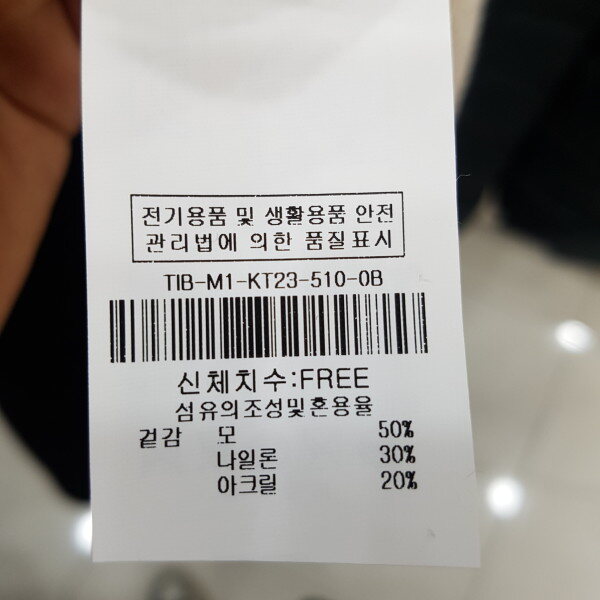 전기용품 및 생활용품 안전
관리법에 의한 품질표시
TIB-M1-KT23-510-0B
신체치수:FREE
섬유의조성및혼용율
겉감 모 50%
나일론 30%
아크릴 20%